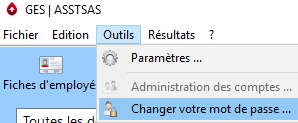 GES | ASSTSAS
Fichier Edition Outils Résultats ?
Paramètres ...
Fiches d'employé
Administration des comptes ...
Changer votre mot de passe ...
Toutes les d